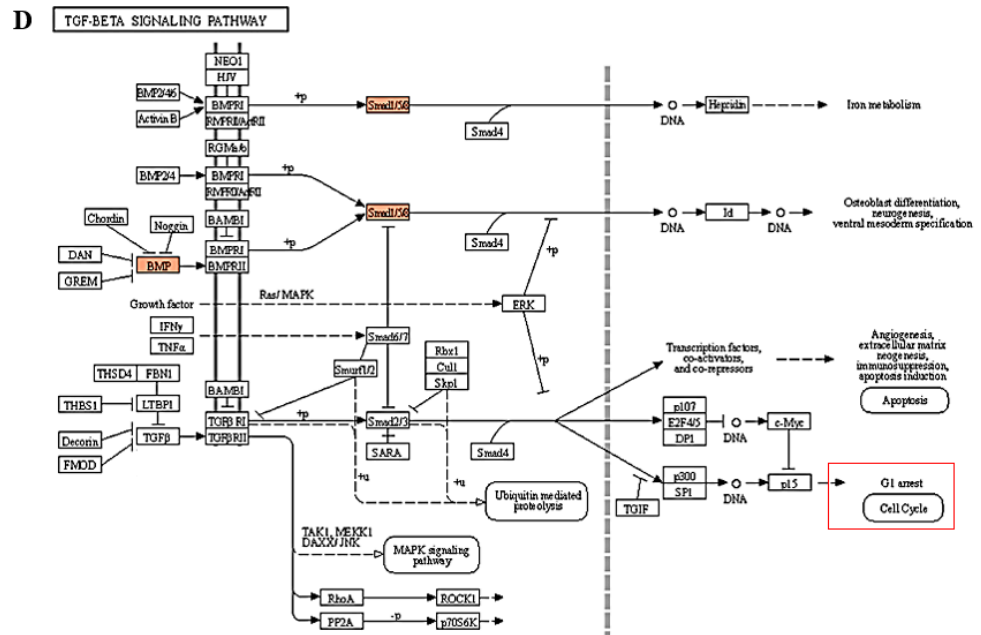 D
TGF-BETA SIGNALING PATHWAY
NEO1
HJV
BMP2/4/6
Activin B
BMPRI
RMPRII/ActRII
+p
Smad1/5/8
Smad4
DNA
Hepcidin
Iron metabolism
RGMa/b
BMP2/4
BMPRI
RMPRII/ActRII
+p
Smad1/5/8
Smad4
DNA
Id
DNA
Osteoblast differentiation,
neurogenesis,
ventral mesoderm specification
Chordin
Noggin
BAMBI
DAN
GREM
BMP
BMPRI
BMPRII
+p
+p
Growth factor
Ras/MAPK
ERK
IFNγ
TNFα
Smad6/7
Smurf1/2
Rbx1
Cul1
Skp1
+p
Transcription factors,
co-activators,
and co-repressors
Angiogenesis,
extracellular matrix
neogenesis,
immunosuppression,
apoptosis induction
Apoptosis
THSD4
FBN1
THBS1
LTBP1
BAMBI
Decorin
FMOD
TGFβ
TGFβRI
TGFβRII
+p
Smad2/3
SARA
Smad4
p107
E2F4/5
DP1
DNA
c-Myc
+u
+u
Ubiquitin mediated
proteolysis
TGIF
p300
SP1
DNA
p15
G1 arrest
Cell Cycle
TAK1, MEKK1
DAXX/JNK
MAPK signaling
pathway
RhoA
ROCK1
PP2A
-p
p70S6K